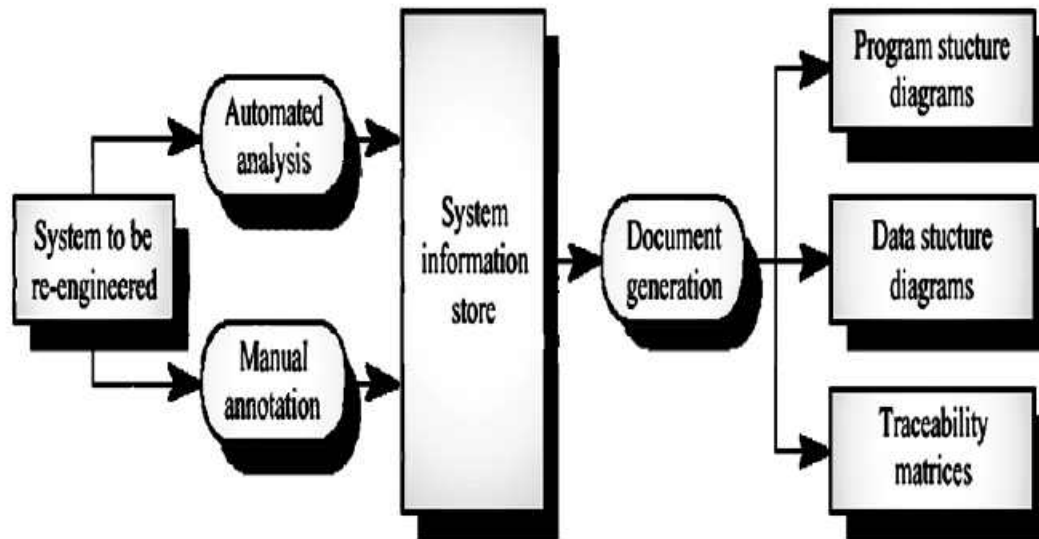 System to be
re-engineered
Automated
analysis
Manual
annotation
System
information
store
Document
generation
Program stucture
diagrams
Data stucture
diagrams
Traceability
matrices